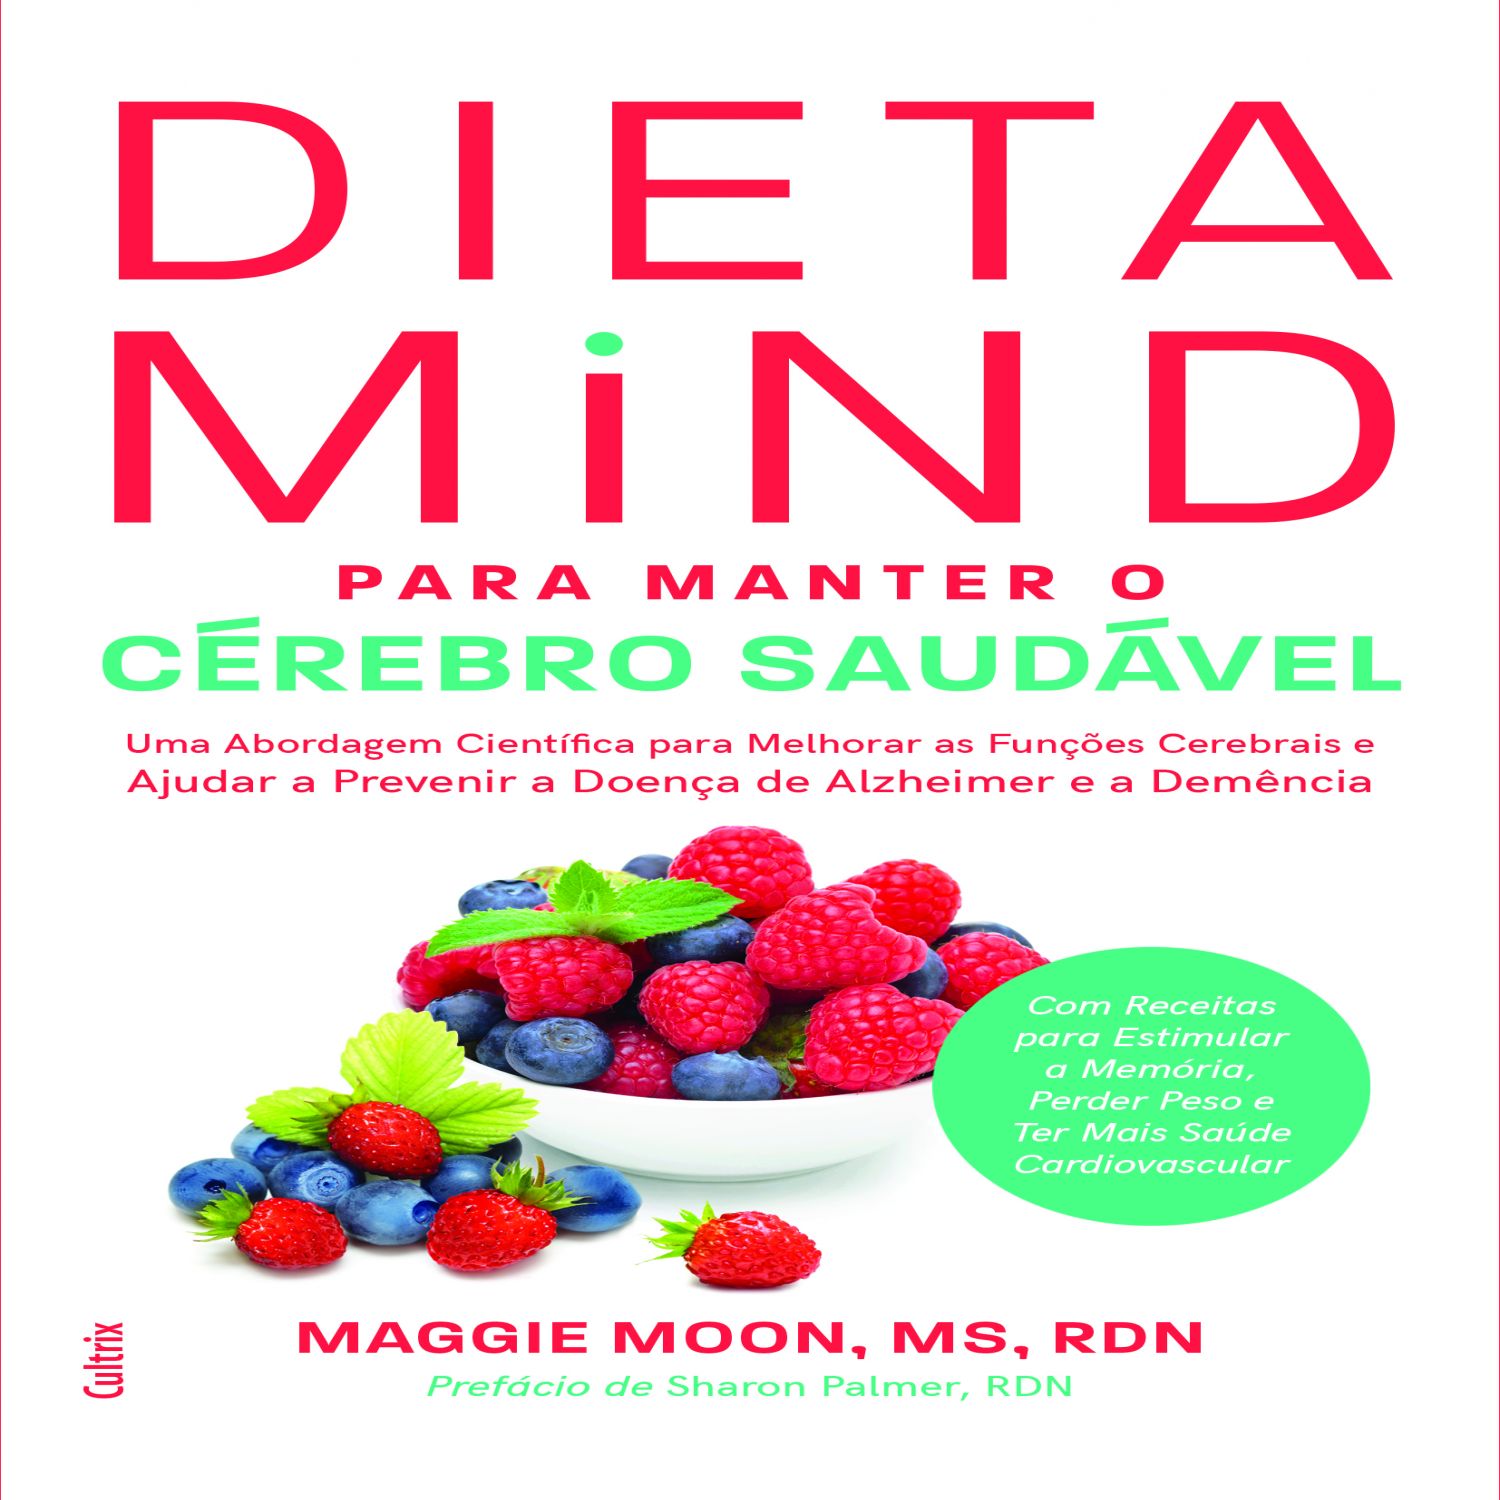 DIETA
MiND
PARA MANTER O
CÉREBRO SAUDÁVEL
Uma Abordagem Científica para Melhorar as Funções Cerebrais e
Ajudar a Prevenir a Doença de Alzheimer e a Demência
Com Receitas
para Estimular
a Memória,
Perder Peso e
Ter Mais Saúde
Cardiovascular
MAGGIE MOON, MS, RDN
Prefácio de Sharon Palmer, RDN
Cultrix